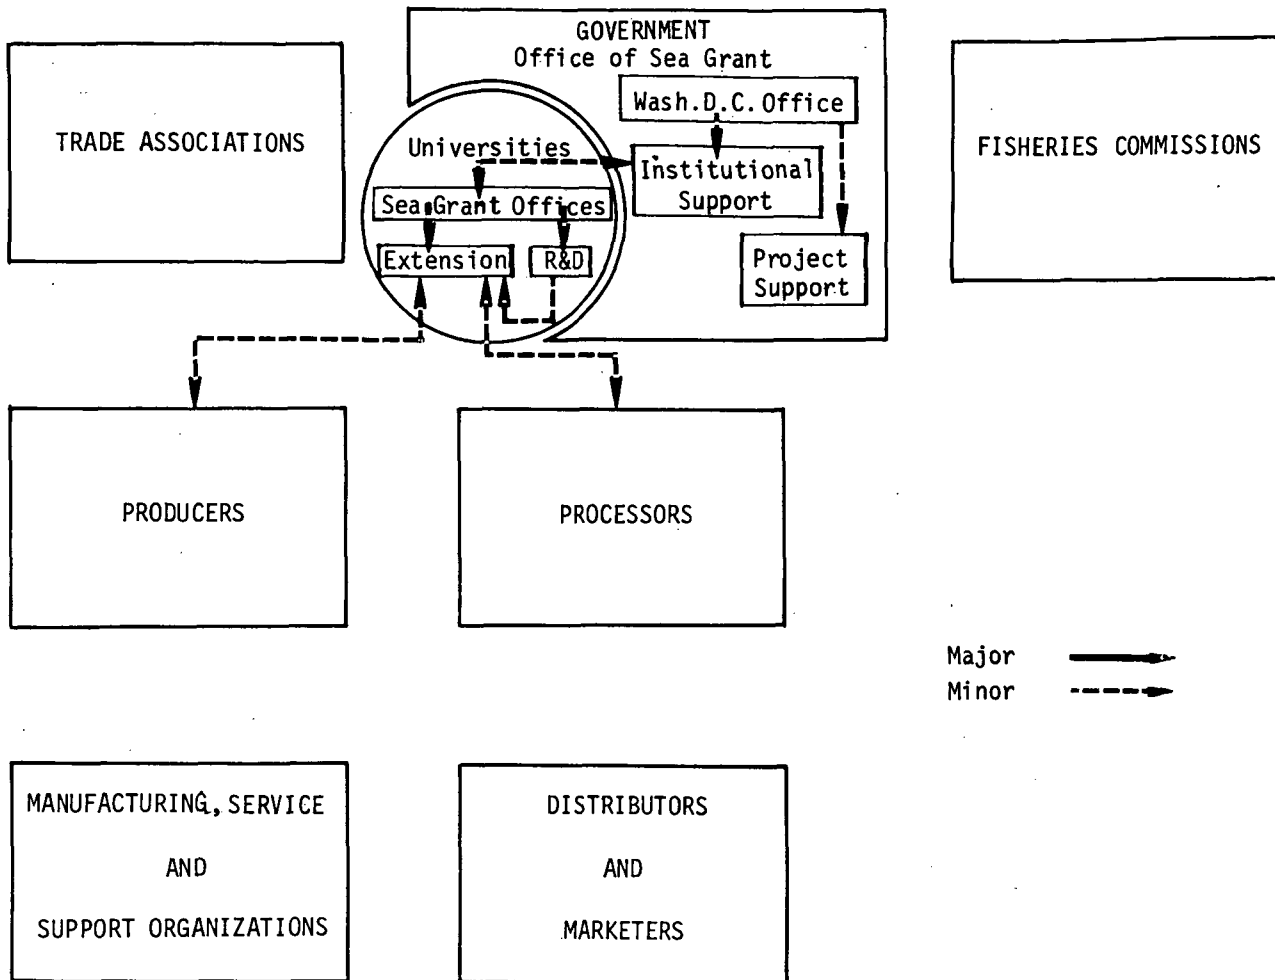 GOVERNMENT
Office of Sea Grant
Wash.D.C. Office
TRADE ASSOCIATIONS
Universities
Institutional
Support
FISHERIES COMMISSIONS
Sea Grant Offices
Extension
R&D
Project
Support
PRODUCERS
PROCESSORS
Major
Minor
MANUFACTURING, SERVICE
AND
SUPPORT ORGANIZATIONS
DISTRIBUTORS
AND
MARKETERS